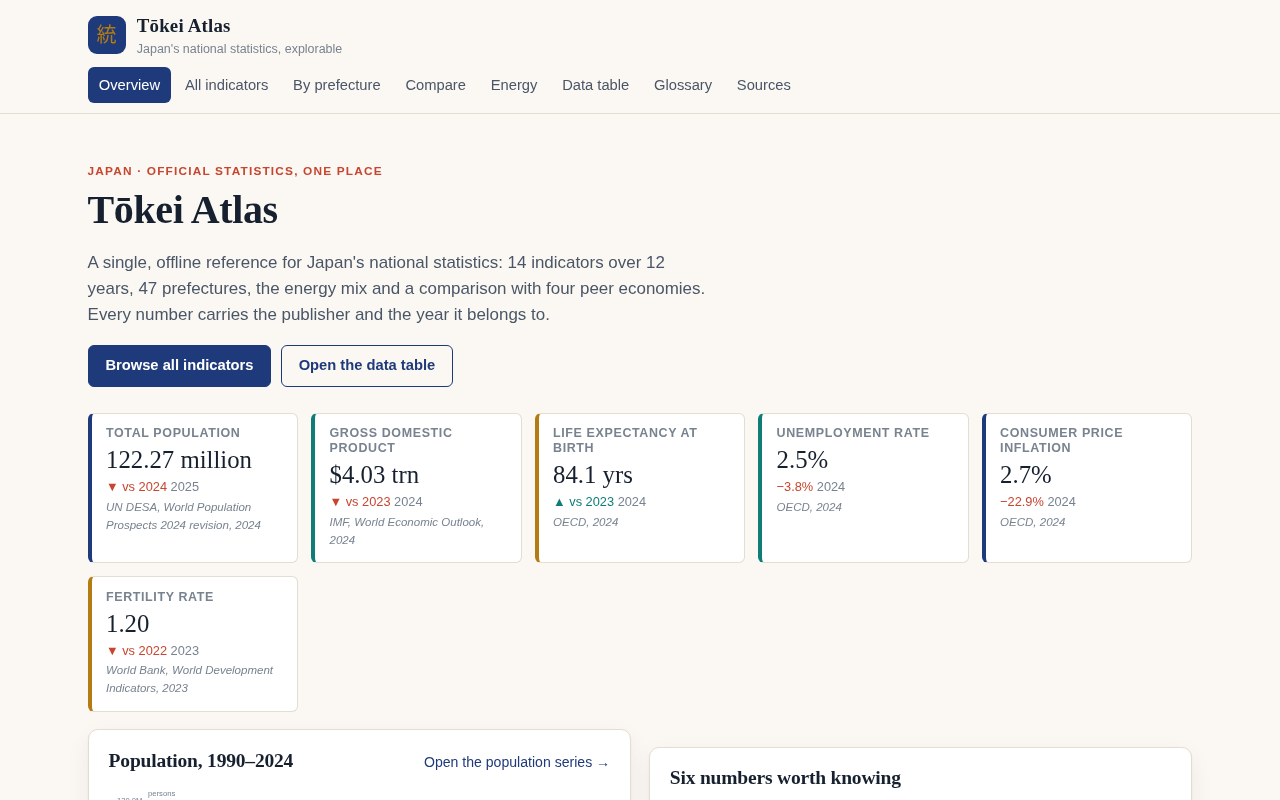 統
Tōkei Atlas
Japan's national statistics, explorable
Overview All indicators By prefecture Compare Energy Data table Glossary Sources
JAPAN · OFFICIAL STATISTICS, ONE PLACE
Tōkei Atlas
A single, offline reference for Japan's national statistics: 14 indicators over 12
years, 47 prefectures, the energy mix and a comparison with four peer economies.
Every number carries the publisher and the year it belongs to.
Browse all indicators Open the data table
TOTAL POPULATION
122.27 million
▼ vs 2024 2025
UN DESA, World Population
Prospects 2024 revision, 2024
GROSS DOMESTIC
PRODUCT
$4.03 trn
▼ vs 2023 2024
IMF, World Economic Outlook,
2024
LIFE EXPECTANCY AT
BIRTH
84.1 yrs
▲ vs 2023 2024
OECD, 2024
UNEMPLOYMENT RATE
2.5%
−3.8% 2024
OECD, 2024
CONSUMER PRICE
INFLATION
2.7%
−22.9% 2024
OECD, 2024
FERTILITY RATE
1.20
▼ vs 2022 2023
World Bank, World Development
Indicators, 2023
Population, 1990–2024
Open the population series →
persons
Six numbers worth knowing